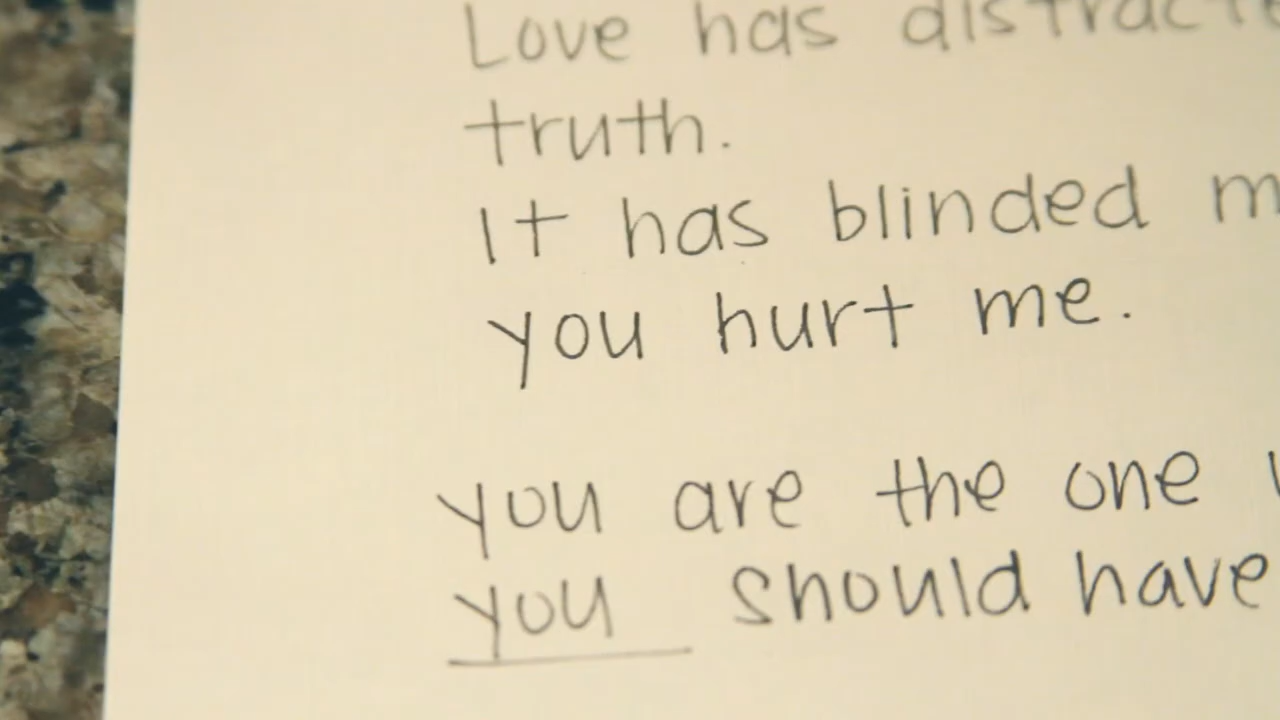 Love has
truth.
It has blinded
you hurt me.
you are the one
you should have